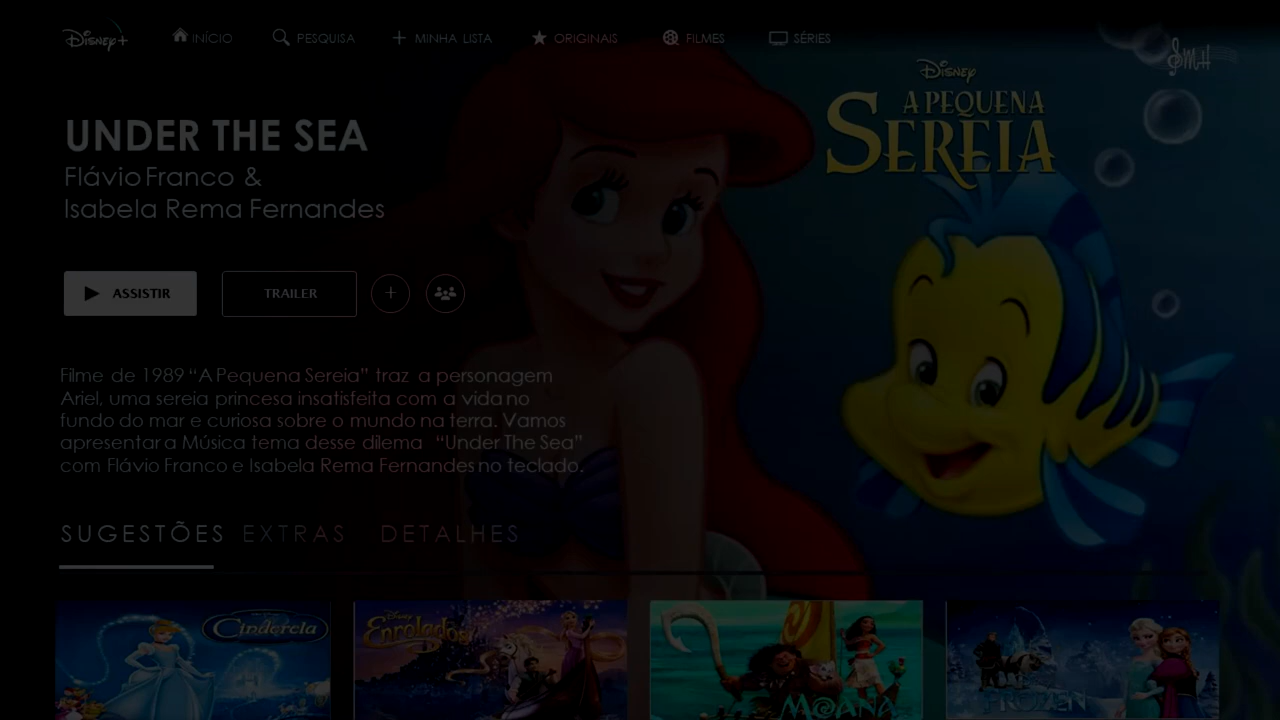 Disney+ INÍCIO PESQUISA MINHA LISTA ORIGINAIS FILMES SÉRIES
SMH
Disney
A PEQUENA
SEREIA
UNDER THE SEA
Flávio Franco &
Isabela Rema Fernandes
ASSISTIR TRAILER
Filme de 1989 “A Pequena Sereia” traz a personagem
Ariel, uma sereia princesa insatisfeita com a vida no
fundo do mar e curiosa sobre o mundo na terra. Vamos
apresentar a Música tema desse dilema “Under The Sea”
com Flávio Franco e Isabela Rema Fernandes no teclado.
SUGESTÕES EXTRAS DETALHES
Cinderela
Disney
Enrolados
MOANA
FROZEN